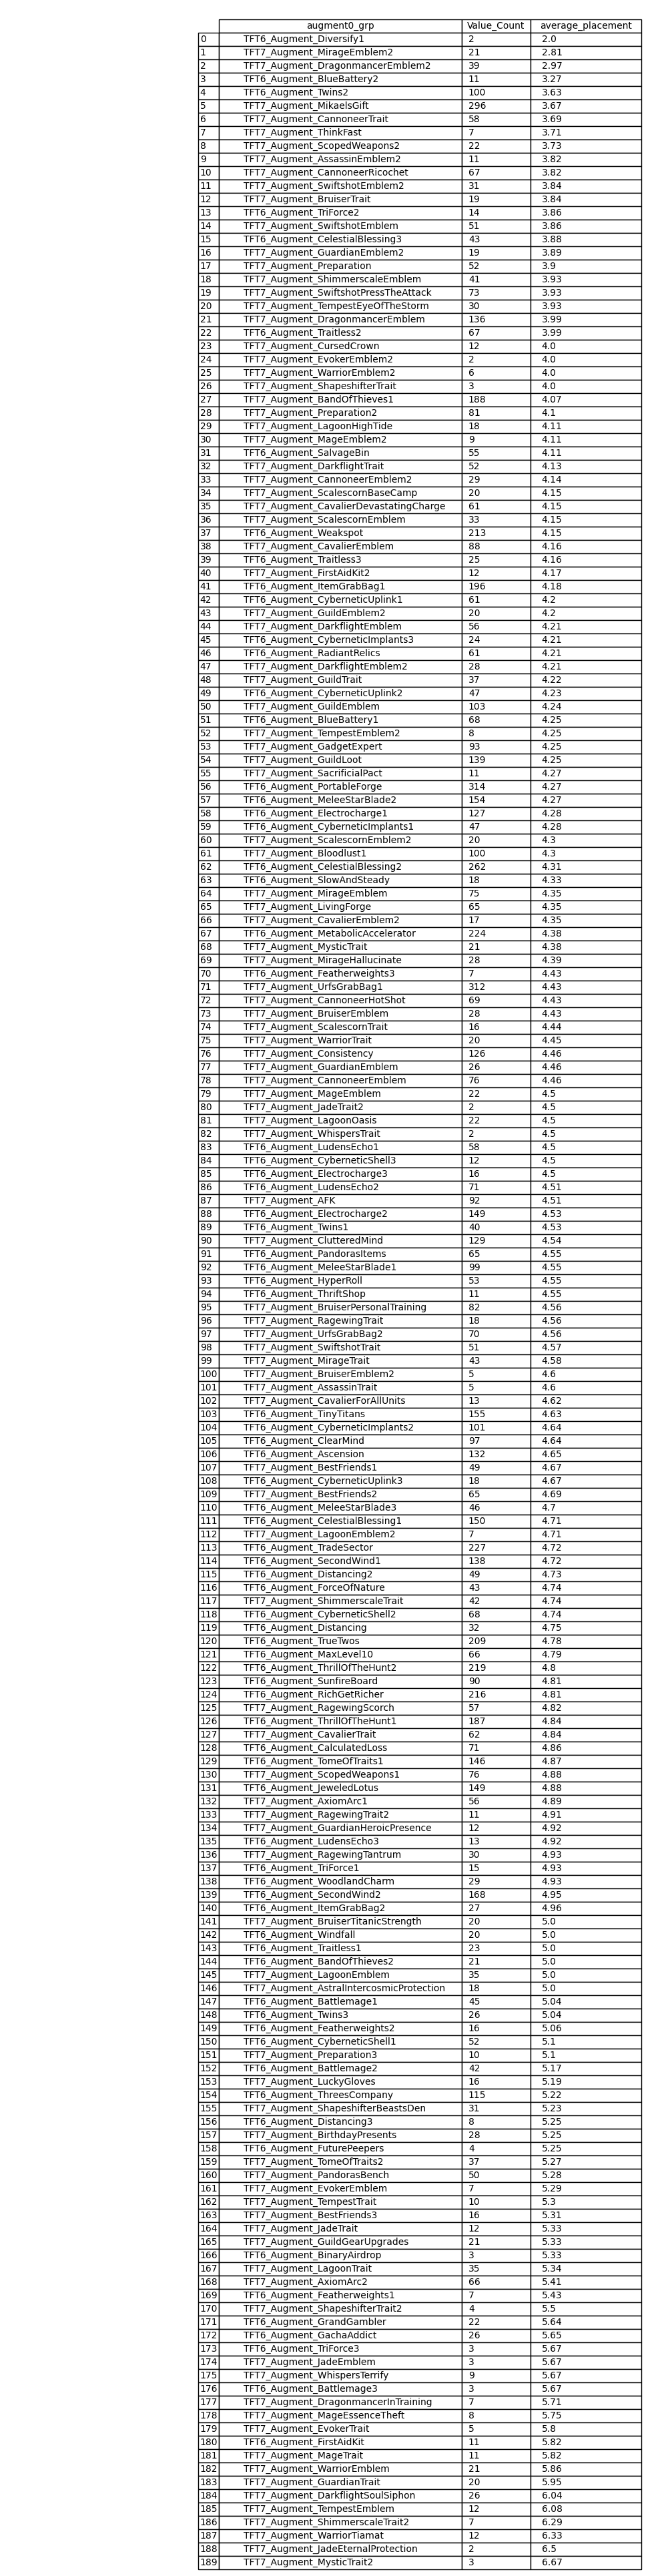 augment0_grp Value_Count average_placement
0 TFT6_Augment_Diversify1 2 2.0
1 TFT7_Augment_MirageEmblem2 21 2.81
2 TFT7_Augment_DragonmancerEmblem2 39 2.97
3 TFT6_Augment_BlueBattery2 11 3.27
4 TFT6_Augment_Twins2 100 3.63
5 TFT7_Augment_MikaelsGift 296 3.67
6 TFT7_Augment_CannoneerTrait 58 3.69
7 TFT7_Augment_ThinkFast 7 3.71
8 TFT7_Augment_ScopedWeapons2 22 3.73
9 TFT7_Augment_AssassinEmblem2 11 3.82
10 TFT7_Augment_CannoneerRicochet 67 3.82
11 TFT7_Augment_SwiftshotEmblem2 31 3.84
12 TFT7_Augment_BruiserTrait 19 3.84
13 TFT6_Augment_TriForce2 14 3.86
14 TFT7_Augment_SwiftshotEmblem 51 3.86
15 TFT6_Augment_CelestialBlessing3 43 3.88
16 TFT7_Augment_GuardianEmblem2 19 3.89
17 TFT7_Augment_Preparation 52 3.9
18 TFT7_Augment_ShimmerscaleEmblem 41 3.93
19 TFT7_Augment_SwiftshotPressTheAttack 73 3.93
20 TFT7_Augment_TempestEyeOfTheStorm 30 3.93
21 TFT7_Augment_DragonmancerEmblem 136 3.99
22 TFT6_Augment_Traitless2 67 3.99
23 TFT7_Augment_CursedCrown 12 4.0
24 TFT7_Augment_EvokerEmblem2 2 4.0
25 TFT7_Augment_WarriorEmblem2 6 4.0
26 TFT7_Augment_ShapeshifterTrait 3 4.0
27 TFT7_Augment_BandOfThieves1 188 4.07
28 TFT7_Augment_Preparation2 81 4.1
29 TFT7_Augment_LagoonHighTide 18 4.11
30 TFT7_Augment_MageEmblem2 9 4.11
31 TFT6_Augment_SalvageBin 55 4.11
32 TFT7_Augment_DarkflightTrait 52 4.13
33 TFT7_Augment_CannoneerEmblem2 29 4.14
34 TFT7_Augment_ScalescornBaseCamp 20 4.15
35 TFT7_Augment_CavalierDevastatingCharge 61 4.15
36 TFT7_Augment_ScalescornEmblem 33 4.15
37 TFT6_Augment_Weakspot 213 4.15
38 TFT7_Augment_CavalierEmblem 88 4.16
39 TFT6_Augment_Traitless3 25 4.16
40 TFT7_Augment_FirstAidKit2 12 4.17
41 TFT6_Augment_ItemGrabBag1 196 4.18
42 TFT6_Augment_CyberneticUplink1 61 4.2
43 TFT7_Augment_GuildEmblem2 20 4.2
44 TFT7_Augment_DarkflightEmblem 56 4.21
45 TFT6_Augment_CyberneticImplants3 24 4.21
46 TFT6_Augment_RadiantRelics 61 4.21
47 TFT7_Augment_DarkflightEmblem2 28 4.21
48 TFT7_Augment_GuildTrait 37 4.22
49 TFT6_Augment_CyberneticUplink2 47 4.23
50 TFT7_Augment_GuildEmblem 103 4.24
51 TFT6_Augment_BlueBattery1 68 4.25
52 TFT7_Augment_TempestEmblem2 8 4.25
53 TFT7_Augment_GadgetExpert 93 4.25
54 TFT7_Augment_GuildLoot 139 4.25
55 TFT7_Augment_SacrificialPact 11 4.27
56 TFT6_Augment_PortableForge 314 4.27
57 TFT6_Augment_MeleeStarBlade2 154 4.27
58 TFT6_Augment_Electrocharge1 127 4.28
59 TFT6_Augment_CyberneticImplants1 47 4.28
60 TFT7_Augment_ScalescornEmblem2 20 4.3
61 TFT7_Augment_Bloodlust1 100 4.3
62 TFT6_Augment_CelestialBlessing2 262 4.31
63 TFT6_Augment_SlowAndSteady 18 4.33
64 TFT7_Augment_MirageEmblem 75 4.35
65 TFT7_Augment_LivingForge 65 4.35
66 TFT7_Augment_CavalierEmblem2 17 4.35
67 TFT6_Augment_MetabolicAccelerator 224 4.38
68 TFT7_Augment_MysticTrait 21 4.38
69 TFT7_Augment_MirageHallucinate 28 4.39
70 TFT6_Augment_Featherweights3 7 4.43
71 TFT7_Augment_UrfsGrabBag1 312 4.43
72 TFT7_Augment_CannoneerHotShot 69 4.43
73 TFT7_Augment_BruiserEmblem 28 4.43
74 TFT7_Augment_ScalescornTrait 16 4.44
75 TFT7_Augment_WarriorTrait 20 4.45
76 TFT7_Augment_Consistency 126 4.46
77 TFT7_Augment_GuardianEmblem 26 4.46
78 TFT7_Augment_CannoneerEmblem 76 4.46
79 TFT7_Augment_MageEmblem 22 4.5
80 TFT7_Augment_JadeTrait2 2 4.5
81 TFT7_Augment_LagoonOasis 22 4.5
82 TFT7_Augment_WhispersTrait 2 4.5
83 TFT6_Augment_LudensEcho1 58 4.5
84 TFT6_Augment_CyberneticShell3 12 4.5
85 TFT6_Augment_Electrocharge3 16 4.5
86 TFT6_Augment_LudensEcho2 71 4.51
87 TFT7_Augment_AFK 92 4.51
88 TFT6_Augment_Electrocharge2 149 4.53
89 TFT6_Augment_Twins1 40 4.53
90 TFT7_Augment_ClutteredMind 129 4.54
91 TFT6_Augment_PandorasItems 65 4.55
92 TFT6_Augment_MeleeStarBlade1 99 4.55
93 TFT6_Augment_HyperRoll 53 4.55
94 TFT6_Augment_ThriftShop 11 4.55
95 TFT7_Augment_BruiserPersonalTraining 82 4.56
96 TFT7_Augment_RagewingTrait 18 4.56
97 TFT7_Augment_UrfsGrabBag2 70 4.56
98 TFT7_Augment_SwiftshotTrait 51 4.57
99 TFT7_Augment_MirageTrait 43 4.58
100 TFT7_Augment_BruiserEmblem2 5 4.6
101 TFT7_Augment_AssassinTrait 5 4.6
102 TFT7_Augment_CavalierForAllUnits 13 4.62
103 TFT6_Augment_TinyTitans 155 4.63
104 TFT6_Augment_CyberneticImplants2 101 4.64
105 TFT6_Augment_ClearMind 97 4.64
106 TFT6_Augment_Ascension 132 4.65
107 TFT7_Augment_BestFriends1 49 4.67
108 TFT6_Augment_CyberneticUplink3 18 4.67
109 TFT7_Augment_BestFriends2 65 4.69
110 TFT6_Augment_MeleeStarBlade3 46 4.7
111 TFT6_Augment_CelestialBlessing1 150 4.71
112 TFT7_Augment_LagoonEmblem2 7 4.71
113 TFT6_Augment_TradeSector 227 4.72
114 TFT6_Augment_SecondWind1 138 4.72
115 TFT6_Augment_Distancing2 49 4.73
116 TFT6_Augment_ForceOfNature 43 4.74
117 TFT7_Augment_ShimmerscaleTrait 42 4.74
118 TFT6_Augment_CyberneticShell2 68 4.74
119 TFT6_Augment_Distancing 32 4.75
120 TFT6_Augment_TrueTwos 209 4.78
121 TFT6_Augment_MaxLevel10 66 4.79
122 TFT6_Augment_ThrillOfTheHunt2 219 4.8
123 TFT6_Augment_SunfireBoard 90 4.81
124 TFT6_Augment_RichGetRicher 216 4.81
125 TFT7_Augment_RagewingScorch 57 4.82
126 TFT6_Augment_ThrillOfTheHunt1 187 4.84
127 TFT7_Augment_CavalierTrait 62 4.84
128 TFT6_Augment_CalculatedLoss 71 4.86
129 TFT6_Augment_TomeOfTraits1 146 4.87
130 TFT7_Augment_ScopedWeapons1 76 4.88
131 TFT6_Augment_JeweledLotus 149 4.88
132 TFT7_Augment_AxiomArc1 56 4.89
133 TFT7_Augment_RagewingTrait2 11 4.91
134 TFT7_Augment_GuardianHeroicPresence 12 4.92
135 TFT6_Augment_LudensEcho3 13 4.92
136 TFT7_Augment_RagewingTantrum 30 4.93
137 TFT6_Augment_TriForce1 15 4.93
138 TFT6_Augment_WoodlandCharm 29 4.93
139 TFT6_Augment_SecondWind2 168 4.95
140 TFT6_Augment_ItemGrabBag2 27 4.96
141 TFT7_Augment_BruiserTitanicStrength 20 5.0
142 TFT6_Augment_Windfall 20 5.0
143 TFT6_Augment_Traitless1 23 5.0
144 TFT6_Augment_BandOfThieves2 21 5.0
145 TFT7_Augment_LagoonEmblem 35 5.0
146 TFT7_Augment_AstralIntercosmicProtection 18 5.0
147 TFT6_Augment_Battlemage1 45 5.04
148 TFT6_Augment_Twins3 26 5.04
149 TFT6_Augment_Featherweights2 16 5.06
150 TFT6_Augment_CyberneticShell1 52 5.1
151 TFT7_Augment_Preparation3 10 5.1
152 TFT6_Augment_Battlemage2 42 5.17
153 TFT7_Augment_LuckyGloves 16 5.19
154 TFT6_Augment_ThreesCompany 115 5.22
155 TFT7_Augment_ShapeshifterBeastsDen 31 5.23
156 TFT6_Augment_Distancing3 8 5.25
157 TFT7_Augment_BirthdayPresents 28 5.25
158 TFT6_Augment_FuturePeepers 4 5.25
159 TFT7_Augment_TomeOfTraits2 37 5.27
160 TFT7_Augment_PandorasBench 50 5.28
161 TFT7_Augment_EvokerEmblem 7 5.29
162 TFT7_Augment_TempestTrait 10 5.3
163 TFT7_Augment_BestFriends3 16 5.31
164 TFT7_Augment_JadeTrait 12 5.33
165 TFT7_Augment_GuildGearUpgrades 21 5.33
166 TFT6_Augment_BinaryAirdrop 3 5.33
167 TFT7_Augment_LagoonTrait 35 5.34
168 TFT7_Augment_AxiomArc2 66 5.41
169 TFT6_Augment_Featherweights1 7 5.43
170 TFT7_Augment_ShapeshifterTrait2 4 5.5
171 TFT6_Augment_GrandGambler 22 5.64
172 TFT6_Augment_GachaAddict 26 5.65
173 TFT6_Augment_TriForce3 3 5.67
174 TFT7_Augment_JadeEmblem 3 5.67
175 TFT7_Augment_WhispersTerrify 9 5.67
176 TFT6_Augment_Battlemage3 3 5.67
177 TFT7_Augment_DragonmancerInTraining 7 5.71
178 TFT7_Augment_MageEssenceTheft 8 5.75
179 TFT7_Augment_EvokerTrait 5 5.8
180 TFT6_Augment_FirstAidKit 11 5.82
181 TFT7_Augment_MageTrait 11 5.82
182 TFT7_Augment_WarriorEmblem 21 5.86
183 TFT7_Augment_GuardianTrait 20 5.95
184 TFT7_Augment_DarkflightSoulSiphon 26 6.04
185 TFT7_Augment_TempestEmblem 12 6.08
186 TFT7_Augment_ShimmerscaleTrait2 7 6.29
187 TFT7_Augment_WarriorTiamat 12 6.33
188 TFT7_Augment_JadeEternalProtection 2 6.5
189 TFT7_Augment_MysticTrait2 3 6.67